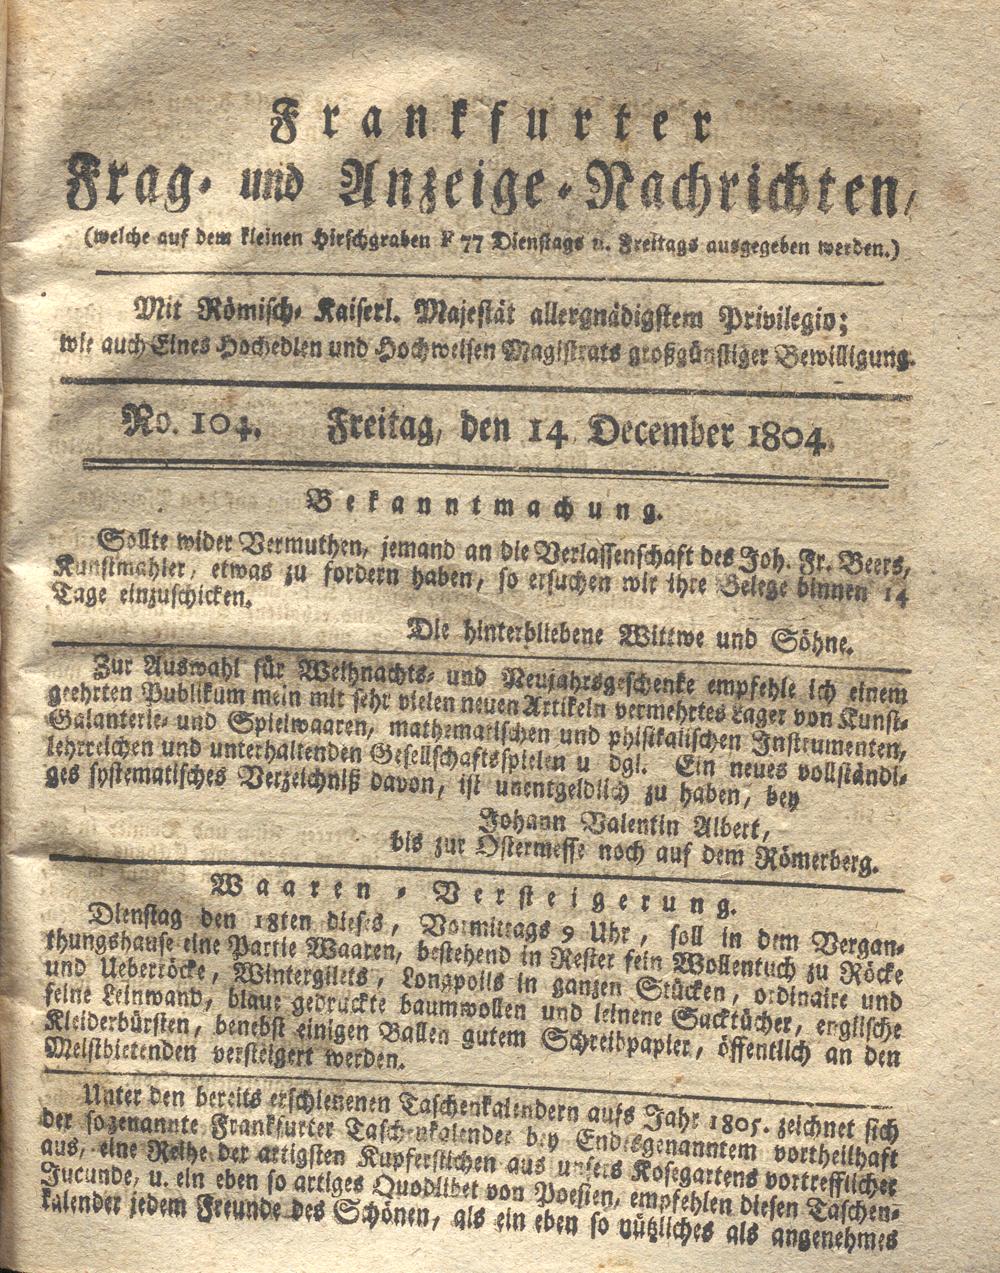 Frankfurter
Frag- und Anzeige-Nachrichten,
(welche auf dem kleinen Hirschgraben F 77 Dienstags u. Freitags ausgegeben werden.)
Mit Römisch- Kaiserl. Majestät allergnädigstem Privilegio;
wie auch Eines Hochedlen und Hochweisen Magistrats großgünstiger Bewilligung.
No. 104. Freitag, den 14 December 1804.
Bekanntmachung.
Sollte wider Vermuthen, jemand an die Verlassenschaft des Joh. Fr. Beers,
Kunstmahler, etwas zu fordern haben, so ersuchen wir ihre Belege binnen 14
Tage einzuschicken.
Die hinterbliebene Wittwe und Söhne.
Zur Auswahl für Weihnachts- und Neujahrsgeschenke empfehle ich einem
geehrten Publikum mein mit sehr vielen neuen Artikeln vermehrtes Lager von Kunst-
Galanterie- und Spielwaaren, mathematischen und phisikalischen Instrumenten,
lehrreichen und unterhaltenden Gesellschaftsspielen u dgl. Ein neues vollständi-
ges systematisches Verzeichniß davon, ist unentgeldlich zu haben, bey
Johann Valentin Albert,
bis zur Ostermesse noch auf dem Römerberg.
Waaren-Versteigerung.
Dienstag den 18ten dieses, Vormittags 9 Uhr, soll in dem Vergan-
thungshause eine Partie Waaren, bestehend in Rester fein Wollentuch zu Röcke
und Ueberröcke, Wintergilets, Longpolls in ganzen Stücken, ordinaire und
feine Leinwand, blaue gedruckte baumwollen und leinene Sacktücher, englische
Kleiderbürsten, benebst einigen Ballen gutem Schreibpapier, öffentlich an den
Meistbietenden versteigert werden.
Unter den bereits erschienenen Taschenkalendern aufs Jahr 1805. zeichnet sich
der sogenannte Frankfurter Taschenkalender bey Endesgenanntem vortheilhaft
aus, eine Reihe der artigsten Kupferstichen aus unsers Kosegartens vortrefflicher
Jucunde, u. ein eben so artiges Quodlibet von Poesien, empfehlen diesen Taschen-
kalender jedem Freunde des Schönen, als ein eben so nützliches als angenehmes